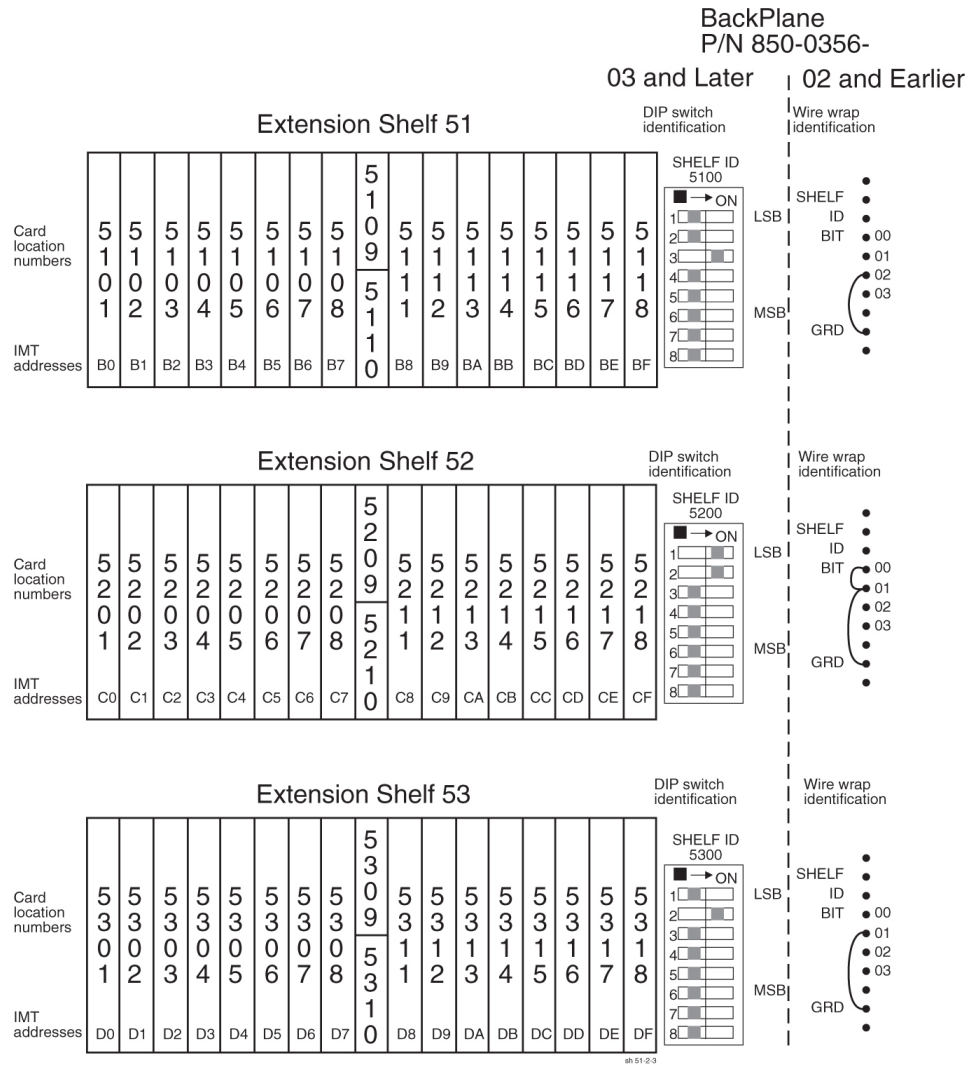 BackPlane
P/N 850-0356-
03 and Later
02 and Earlier
Extension Shelf 51
DIP switch
identification
Wire wrap
identification
Card
location
numbers
5101 5102 5103 5104 5105 5106 5107 5108 5109 5110 5111 5112 5113 5114 5115 5116 5117 5118
IMT
addresses
B0 B1 B2 B3 B4 B5 B6 B7 B8 B9 BA BB BC BD BE BF
SHELF ID
5100
ON
1
2
3
4
5
6
7
8
LSB
MSB
SHELF
ID
BIT
00
01
02
03
GRD
Extension Shelf 52
DIP switch
identification
Wire wrap
identification
Card
location
numbers
5201 5202 5203 5204 5205 5206 5207 5208 5209 5210 5211 5212 5213 5214 5215 5216 5217 5218
IMT
addresses
C0 C1 C2 C3 C4 C5 C6 C7 C8 C9 CA CB CC CD CE CF
SHELF ID
5200
ON
1
2
3
4
5
6
7
8
LSB
MSB
SHELF
ID
BIT
00
01
02
03
GRD
Extension Shelf 53
DIP switch
identification
Wire wrap
identification
Card
location
numbers
5301 5302 5303 5304 5305 5306 5307 5308 5309 5310 5311 5312 5313 5314 5315 5316 5317 5318
IMT
addresses
D0 D1 D2 D3 D4 D5 D6 D7 D8 D9 DA DB DC DD DE DF
SHELF ID
5300
ON
1
2
3
4
5
6
7
8
LSB
MSB
SHELF
ID
BIT
00
01
02
03
GRD
sh 51-2-3